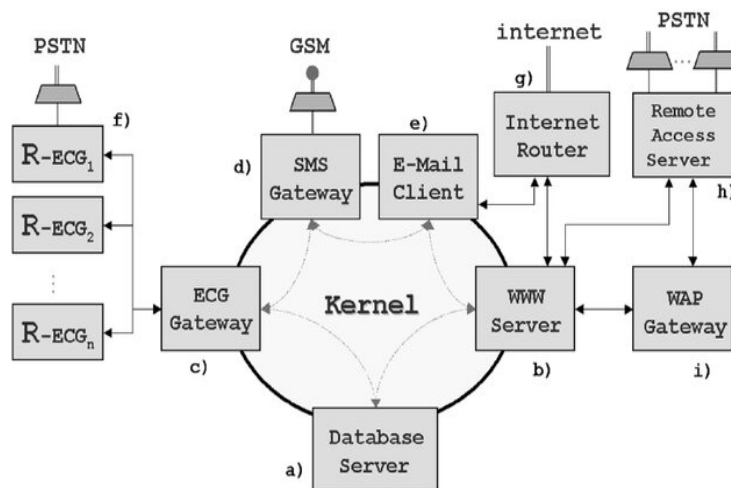 PSTN
GSM
internet
PSTN
f)
g)
e)
d)
R-ECG1
R-ECG2
R-ECGn
SMS
Gateway
E-Mail
Client
Internet
Router
Remote
Access
Server
h)
ECG
Gateway
c)
Kernel
WWW
Server
b)
WAP
Gateway
i)
a)
Database
Server